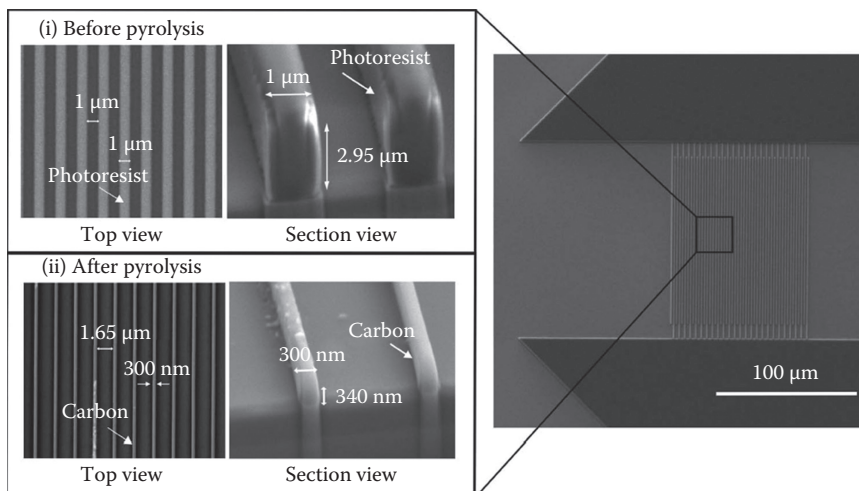 (i) Before pyrolysis
1 μm
1 μm
Photoresist
Top view
Photoresist
1 μm
2.95 μm
Section view
(ii) After pyrolysis
1.65 μm
300 nm
Carbon
Top view
Carbon
300 nm
340 nm
Section view
100 μm